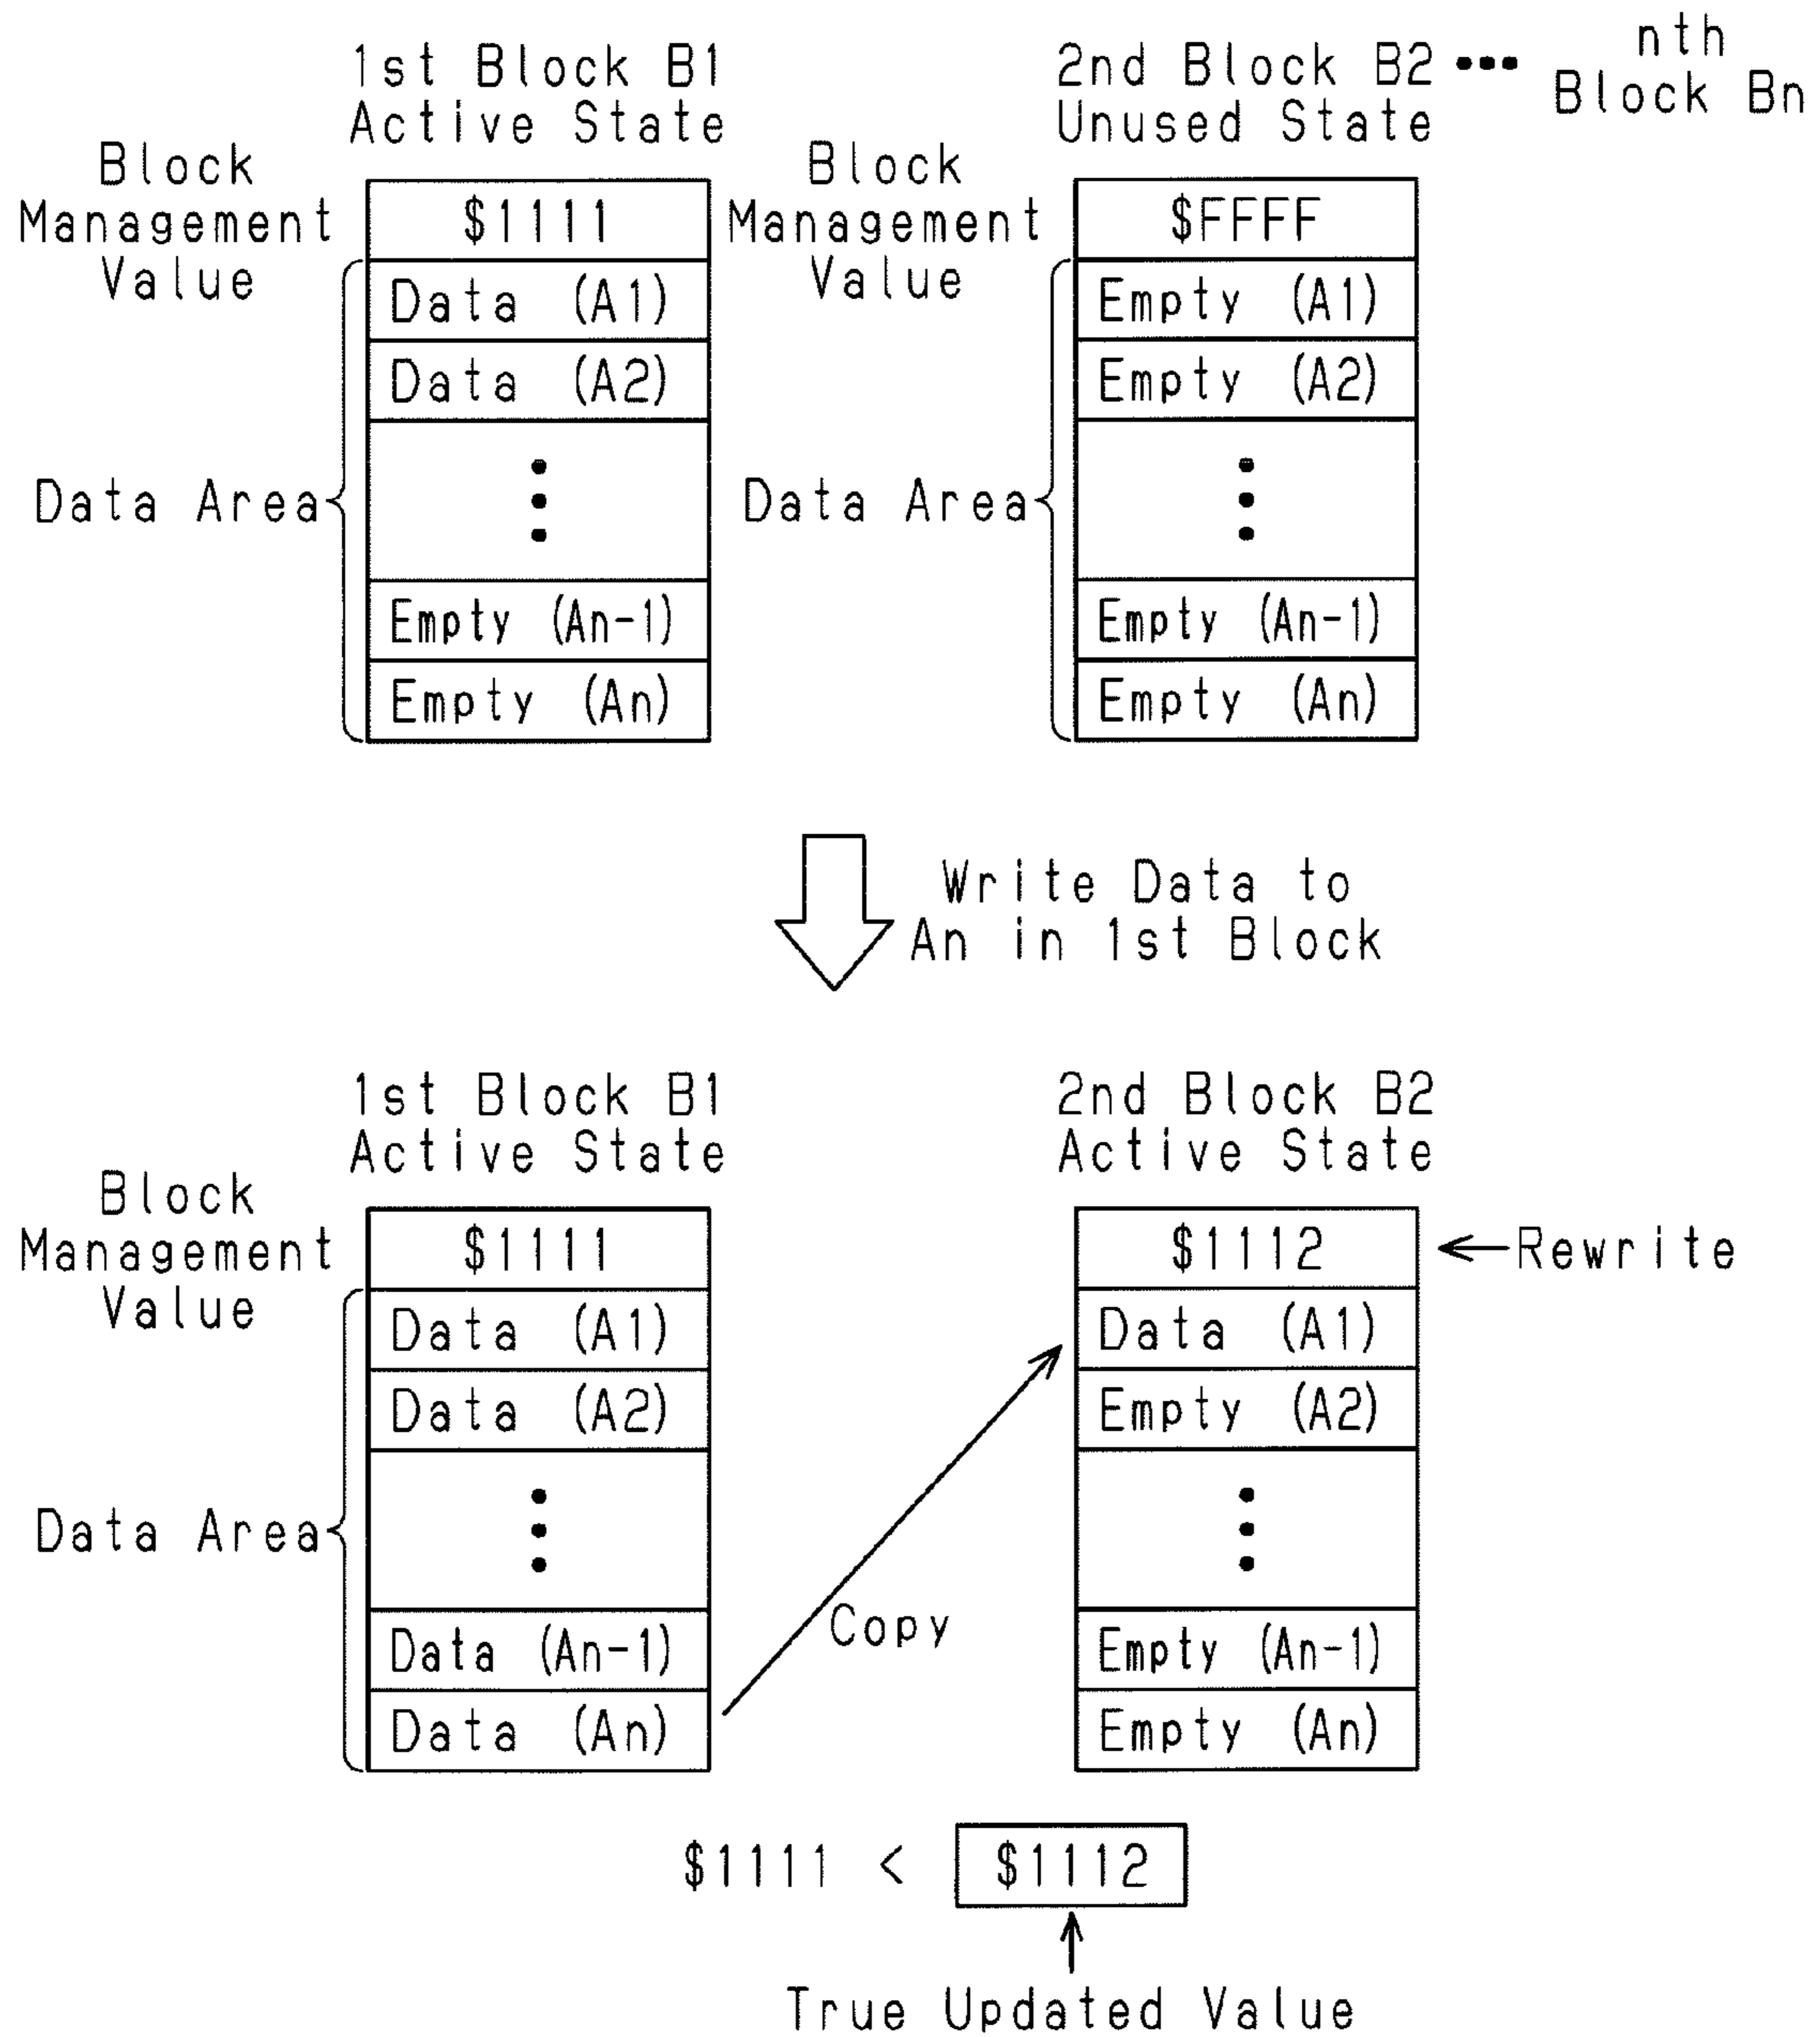 1st Block B1
Active State
2nd Block B2 •••
Unused State
nth
Block Bn
Block
Management
Value
$1111
Data (A1)
Data (A2)
Empty (An-1)
Empty (An)
Data Area
Block
Management
Value
$FFFF
Empty (A1)
Empty (A2)
Empty (An-1)
Empty (An)
Data Area
Write Data to
An in 1st Block
1st Block B1
Active State
2nd Block B2
Active State
Block
Management
Value
$1111
Data (A1)
Data (A2)
Data (An-1)
Data (An)
Data Area
Copy
$1112
Data (A1)
Empty (A2)
Empty (An-1)
Empty (An)
Rewrite
$1111 < $1112
True Updated Value